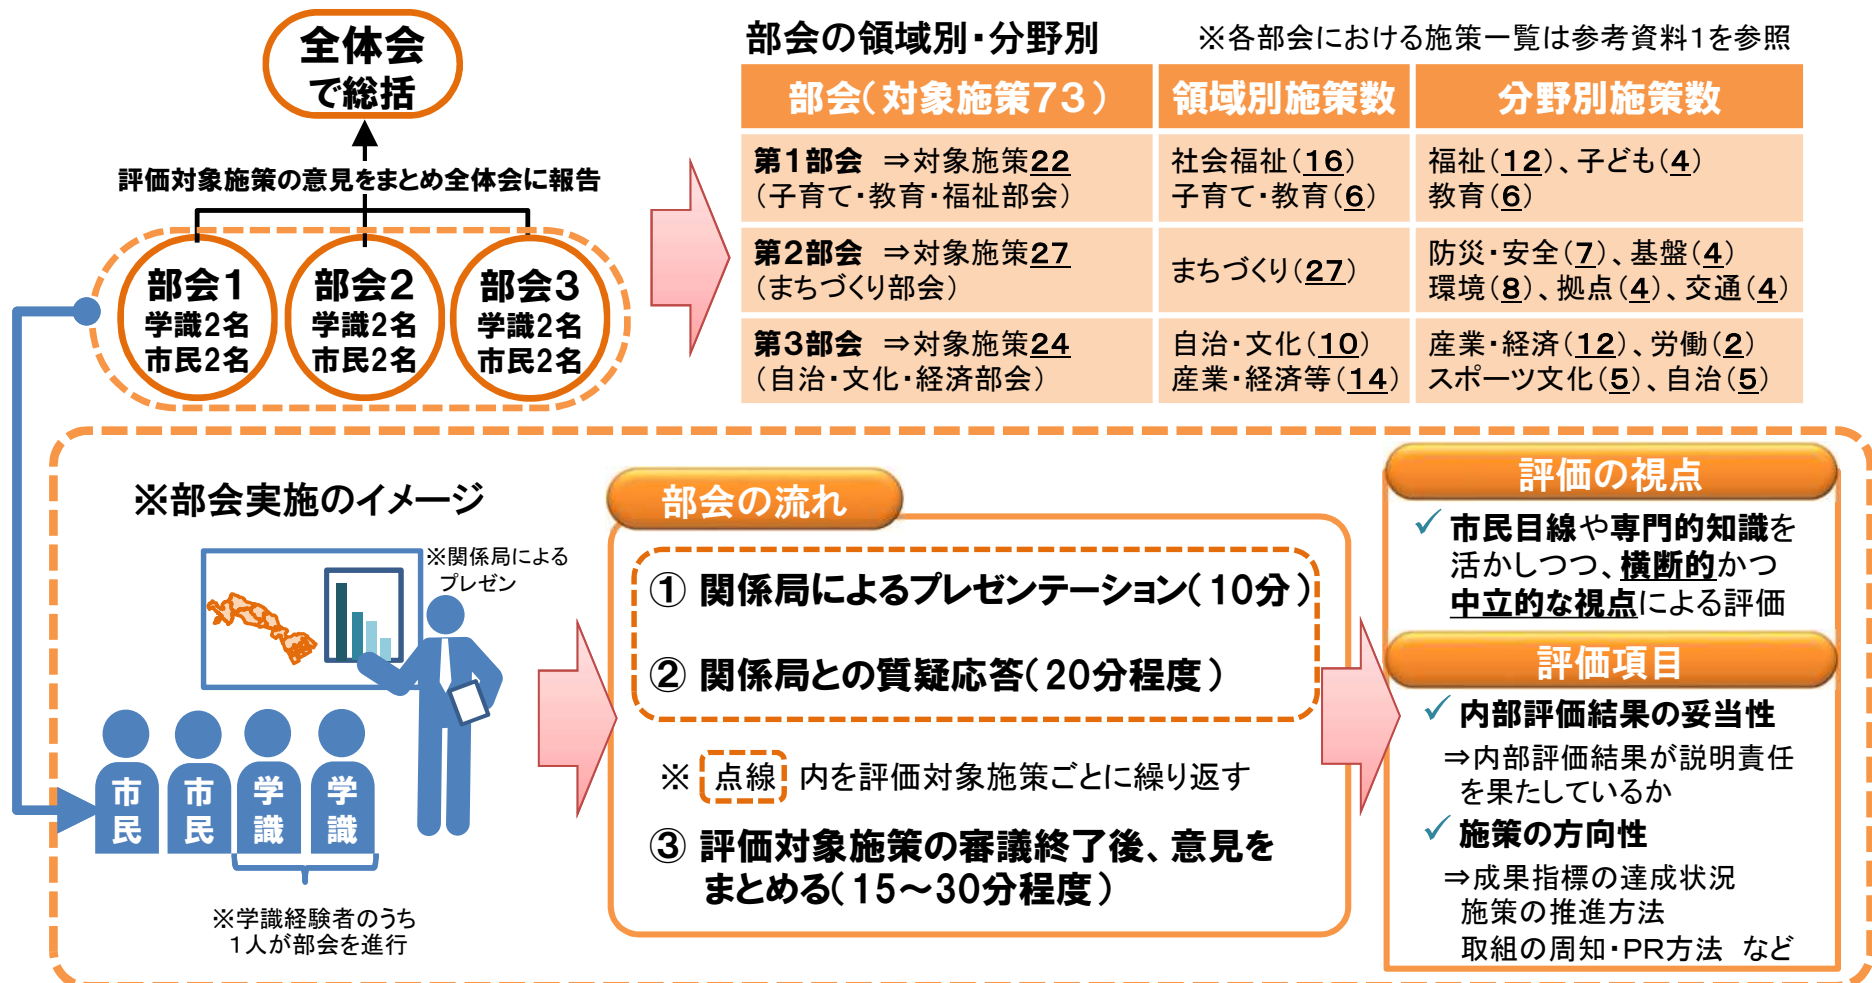 全体会
で総括
評価対象施策の意見をまとめ全体会に報告
部会1
学識2名
市民2名
部会2
学識2名
市民2名
部会3
学識2名
市民2名
部会の領域別・分野別
※各部会における施策一覧は参考資料1を参照
部会(対象施策73)
領域別施策数
分野別施策数
第1部会 ⇒対象施策22
(子育て・教育・福祉部会)
社会福祉(16)
子育て・教育(6)
福祉(12)、子ども(4)
教育(6)
第2部会 ⇒対象施策27
(まちづくり部会)
まちづくり(27)
防災・安全(7)、基盤(4)
環境(8)、拠点(4)、交通(4)
第3部会 ⇒対象施策24
(自治・文化・経済部会)
自治・文化(10)
産業・経済等(14)
産業・経済(12)、労働(2)
スポーツ文化(5)、自治(5)
※部会実施のイメージ
※関係局による
プレゼン
市民
市民
学識
学識
※学識経験者のうち
1人が部会を進行
部会の流れ
① 関係局によるプレゼンテーション(10分)
② 関係局との質疑応答(20分程度)
※ 点線 内を評価対象施策ごとに繰り返す
③ 評価対象施策の審議終了後、意見を
まとめる(15～30分程度)
評価の視点
✓ 市民目線や専門的知識を
活かしつつ、横断的かつ
中立的な視点による評価
評価項目
✓ 内部評価結果の妥当性
⇒内部評価結果が説明責任
を果たしているか
✓ 施策の方向性
⇒成果指標の達成状況
施策の推進方法
取組の周知・PR方法 など